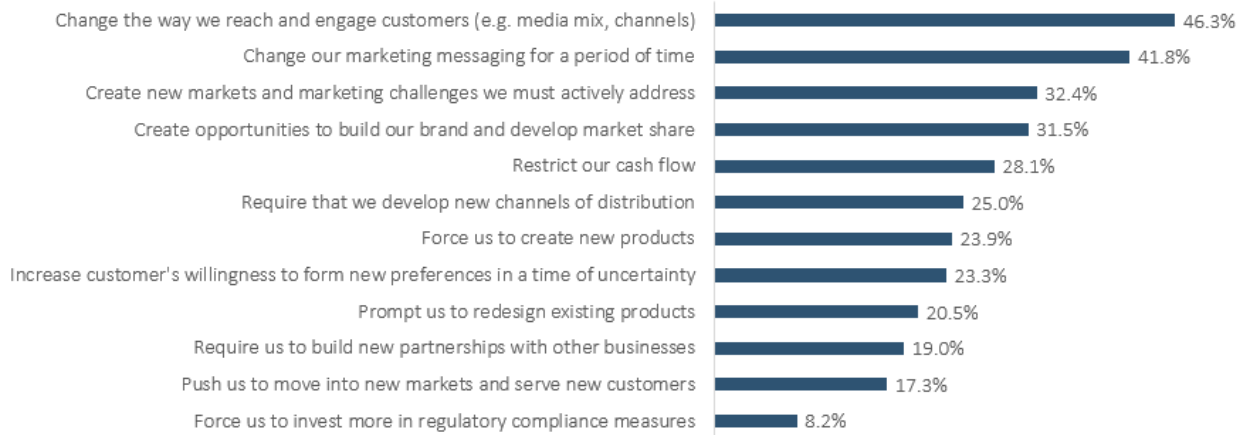 Change the way we reach and engage customers (e.g. media mix, channels) 46.3%
Change our marketing messaging for a period of time 41.8%
Create new markets and marketing challenges we must actively address 32.4%
Create opportunities to build our brand and develop market share 31.5%
Restrict our cash flow 28.1%
Require that we develop new channels of distribution 25.0%
Force us to create new products 23.9%
Increase customer's willingness to form new preferences in a time of uncertainty 23.3%
Prompt us to redesign existing products 20.5%
Require us to build new partnerships with other businesses 19.0%
Push us to move into new markets and serve new customers 17.3%
Force us to invest more in regulatory compliance measures 8.2%